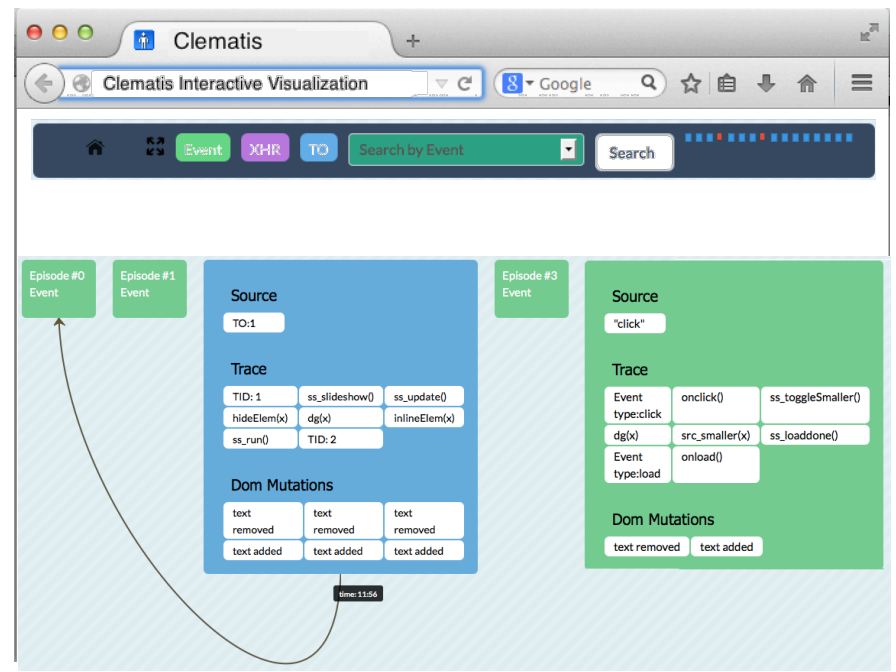 Clematis
Clematis Interactive Visualization
Google
Event
XHR
TO
Search by Event
Search
Episode #0
Event
Episode #1
Event
Source
TO:1
Trace
TID: 1
ss_slideshow()
ss_update()
hideElem(x)
dg(x)
inlineElem(x)
ss_run()
TID: 2
Dom Mutations
text
removed
text
removed
text
removed
text added
text added
text added
time: 11:56
Episode #3
Event
Source
"click"
Trace
Event
type:click
onclick()
ss_toggleSmaller()
dg(x)
src_smaller(x)
ss_loaddone()
Event
type:load
onload()
Dom Mutations
text removed
text added